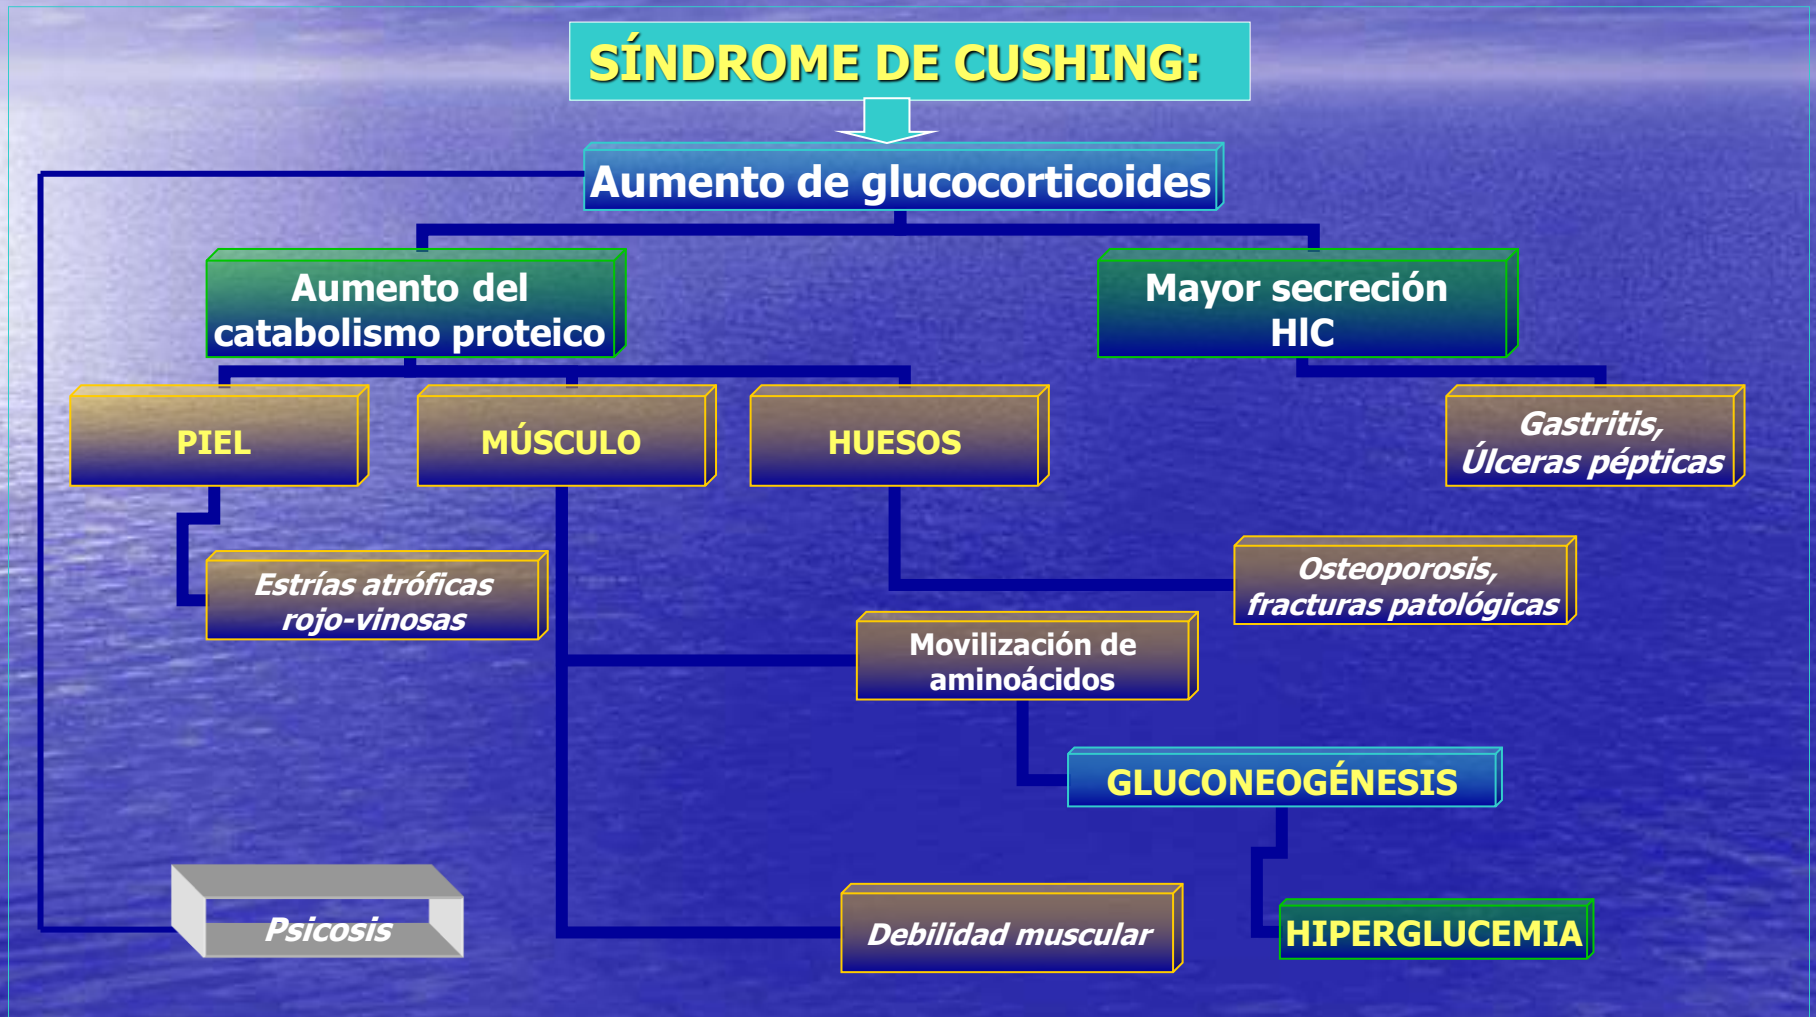 SÍNDROME DE CUSHING:
Aumento de glucocorticoides
Aumento del
catabolismo proteico
Mayor secreción
HlC
PIEL
MÚSCULO
HUESOS
Gastritis,
Úlceras pépticas
Estrías atróficas
rojo-vinosas
Osteoporosis,
fracturas patológicas
Movilización de
aminoácidos
GLUCONEOGÉNESIS
Psicosis
Debilidad muscular
HIPERGLUCEMIA